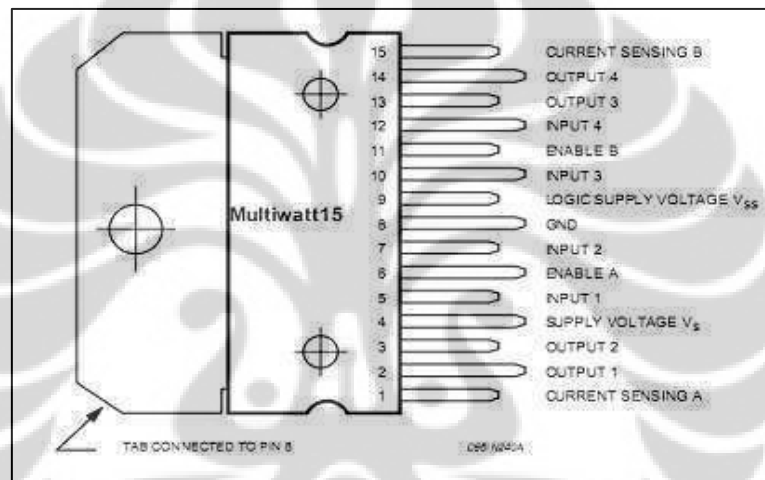 15 CURRENT SENSING B
14 OUTPUT 4
13 OUTPUT 3
12 INPUT 4
11 ENABLE B
10 INPUT 3
9 LOGIC SUPPLY VOLTAGE VSS
Multiwatt15
8 GND
7 INPUT 2
6 ENABLE A
5 INPUT 1
4 SUPPLY VOLTAGE VS
3 OUTPUT 2
2 OUTPUT 1
1 CURRENT SENSING A
TAB CONNECTED TO PIN 8